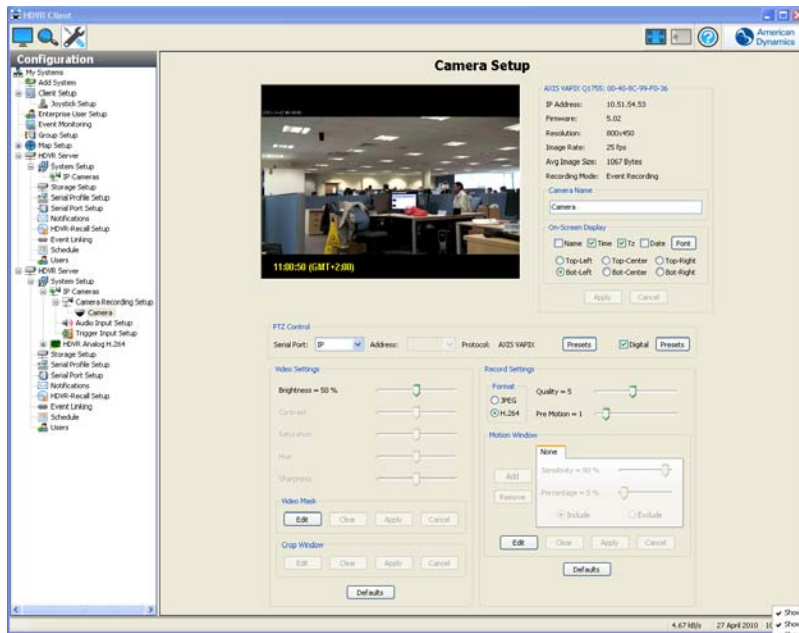 HDVR Client
American
Dynamics
Configuration
My Systems
Add System
Client Setup
Joystick Setup
Enterprise User Setup
Event Monitoring
Group Setup
Map Setup
HDVR Server
System Setup
IP Cameras
Storage Setup
Serial Profile Setup
Serial Port Setup
Notifications
HDVR-Recall Setup
Event Linking
Schedule
Users
HDVR Server
System Setup
IP Cameras
Camera Recording Setup
Camera
Audio Input Setup
Trigger Input Setup
HDVR Analog H.264
Storage Setup
Serial Profile Setup
Serial Port Setup
Notifications
HDVR-Recall Setup
Event Linking
Schedule
Users
Camera Setup
11:00:50 (GMT+2:00)
AXIS VAPIX Q1755: 00-40-8C-99-F0-36
IP Address: 10.51.54.53
Firmware: 5.02
Resolution: 800x450
Image Rate: 25 fps
Avg Image Size: 1067 Bytes
Recording Mode: Event Recording
Camera Name
Camera
On-Screen Display
Name Time Tz Date Font
Top-Left Top-Center Top-Right
Bot-Left Bot-Center Bot-Right
Apply Cancel
PTZ Control
Serial Port: IP Address: Protocol: AXIS VAPIX Presets Digital Presets
Video Settings
Brightness = 50 %
Contrast
Saturation
Hue
Sharpness
Video Mask
Edit Clear Apply Cancel
Crop Window
Edit Clear Apply Cancel
Defaults
Record Settings
Format
JPEG
H.264
Quality = 5
Pre Motion = 1
Motion Window
None
Add
Remove
Sensitivity = 90 %
Percentage = 5 %
Include Exclude
Edit Clear Apply Cancel
Defaults
4.67 kB/s 27 April 2010
Show
Show